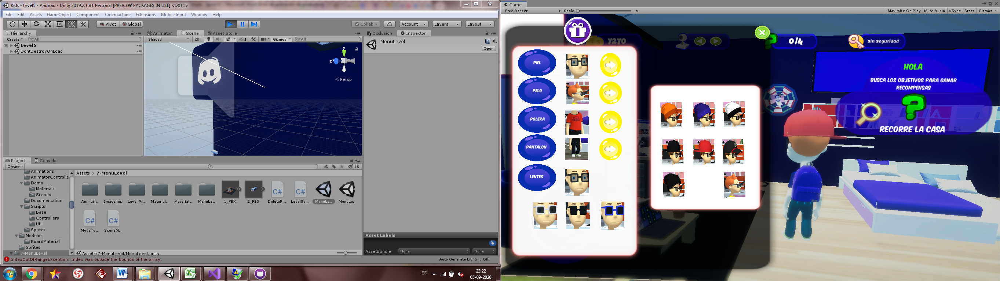 Kids - Level5 - Android - Unity 2019.2.15f1 Personal [PREVIEW PACKAGES IN USE] <DX11>
File Edit Assets GameObject Component Cinemachine Extensions Mobile Input Window Help
Pivot Global Collab Account Layers Layout
Hierarchy
Create All
Level5
DontDestroyOnLoad
Animator Scene Asset Store
Shaded 2D 1 Gizmos All
y
z
Persp
Occlusion Inspector
MenuLevel
Open
Project Console
Create 16
Animations
AnimatorControlle
Demo
Materials
Scenes
Documentation
Scripts
Base
Controllers
Util
Sprites
Modelos
BoardMaterial
Sprites
7-MenuLevel
Assets > 7-MenuLevel
Animati... Imagenes Level Pr... Material... Material... MenuLe... 1_FBX 2_FBX DeletePl... LevelSel... MenuLe... MenuLe...
C# C#
MoveTo... SceneM...
C# C#
Assets/7-MenuLevel/MenuLevel.unity
Asset Labels
AssetBundle None None
IndexOutOfRangeException: Index was outside the bounds of the array.
Auto Generate Lighting Off
ES
23:22
05-09-2020
Game
Free Aspect Scale 1x Maximize On Play Mute Audio VSync Stats Gizmos
7270
0/4
Sin Seguridad
PIEL
PELO
POLERA
PANTALON
LENTES
HOLA
BUSCA LOS OBJETIVOS PARA GANAR
RECOMPENSAS
?
RECORRE LA CASA